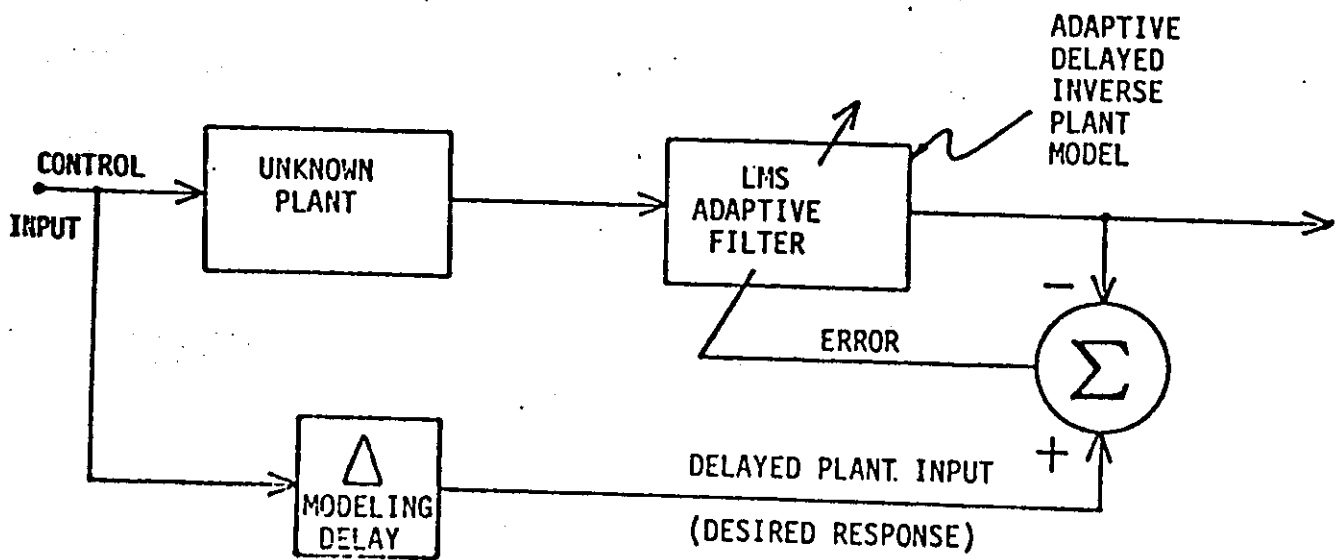 ADAPTIVE
DELAYED
INVERSE
PLANT
MODEL
CONTROL
INPUT
UNKNOWN
PLANT
LMS
ADAPTIVE
FILTER
−
ERROR
Σ
+
Δ
MODELING
DELAY
DELAYED PLANT. INPUT
(DESIRED RESPONSE)